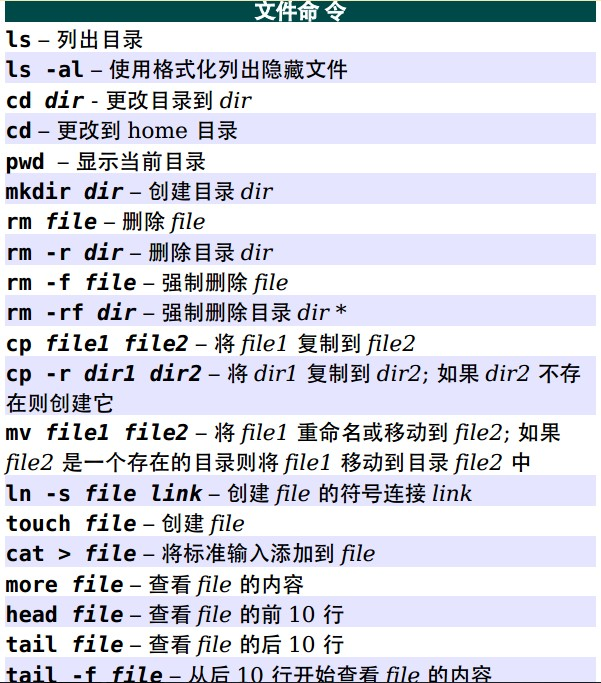 文件命 令
ls – 列出目录
ls -al – 使用格式化列出隐藏文件
cd dir - 更改目录到 dir
cd – 更改到 home 目录
pwd – 显示当前目录
mkdir dir – 创建目录 dir
rm file – 删除 file
rm -r dir – 删除目录 dir
rm -f file – 强制删除 file
rm -rf dir – 强制删除目录 dir *
cp file1 file2 – 将 file1 复制到 file2
cp -r dir1 dir2 – 将 dir1 复制到 dir2; 如果 dir2 不存
在则创建它
mv file1 file2 – 将 file1 重命名或移动到 file2; 如果
file2 是一个存在的目录则将 file1 移动到目录 file2 中
ln -s file link – 创建 file 的符号连接 link
touch file – 创建 file
cat > file – 将标准输入添加到 file
more file – 查看 file 的内容
head file – 查看 file 的前 10 行
tail file – 查看 file 的后 10 行
tail -f file – 从后 10 行开始查看 file 的内容